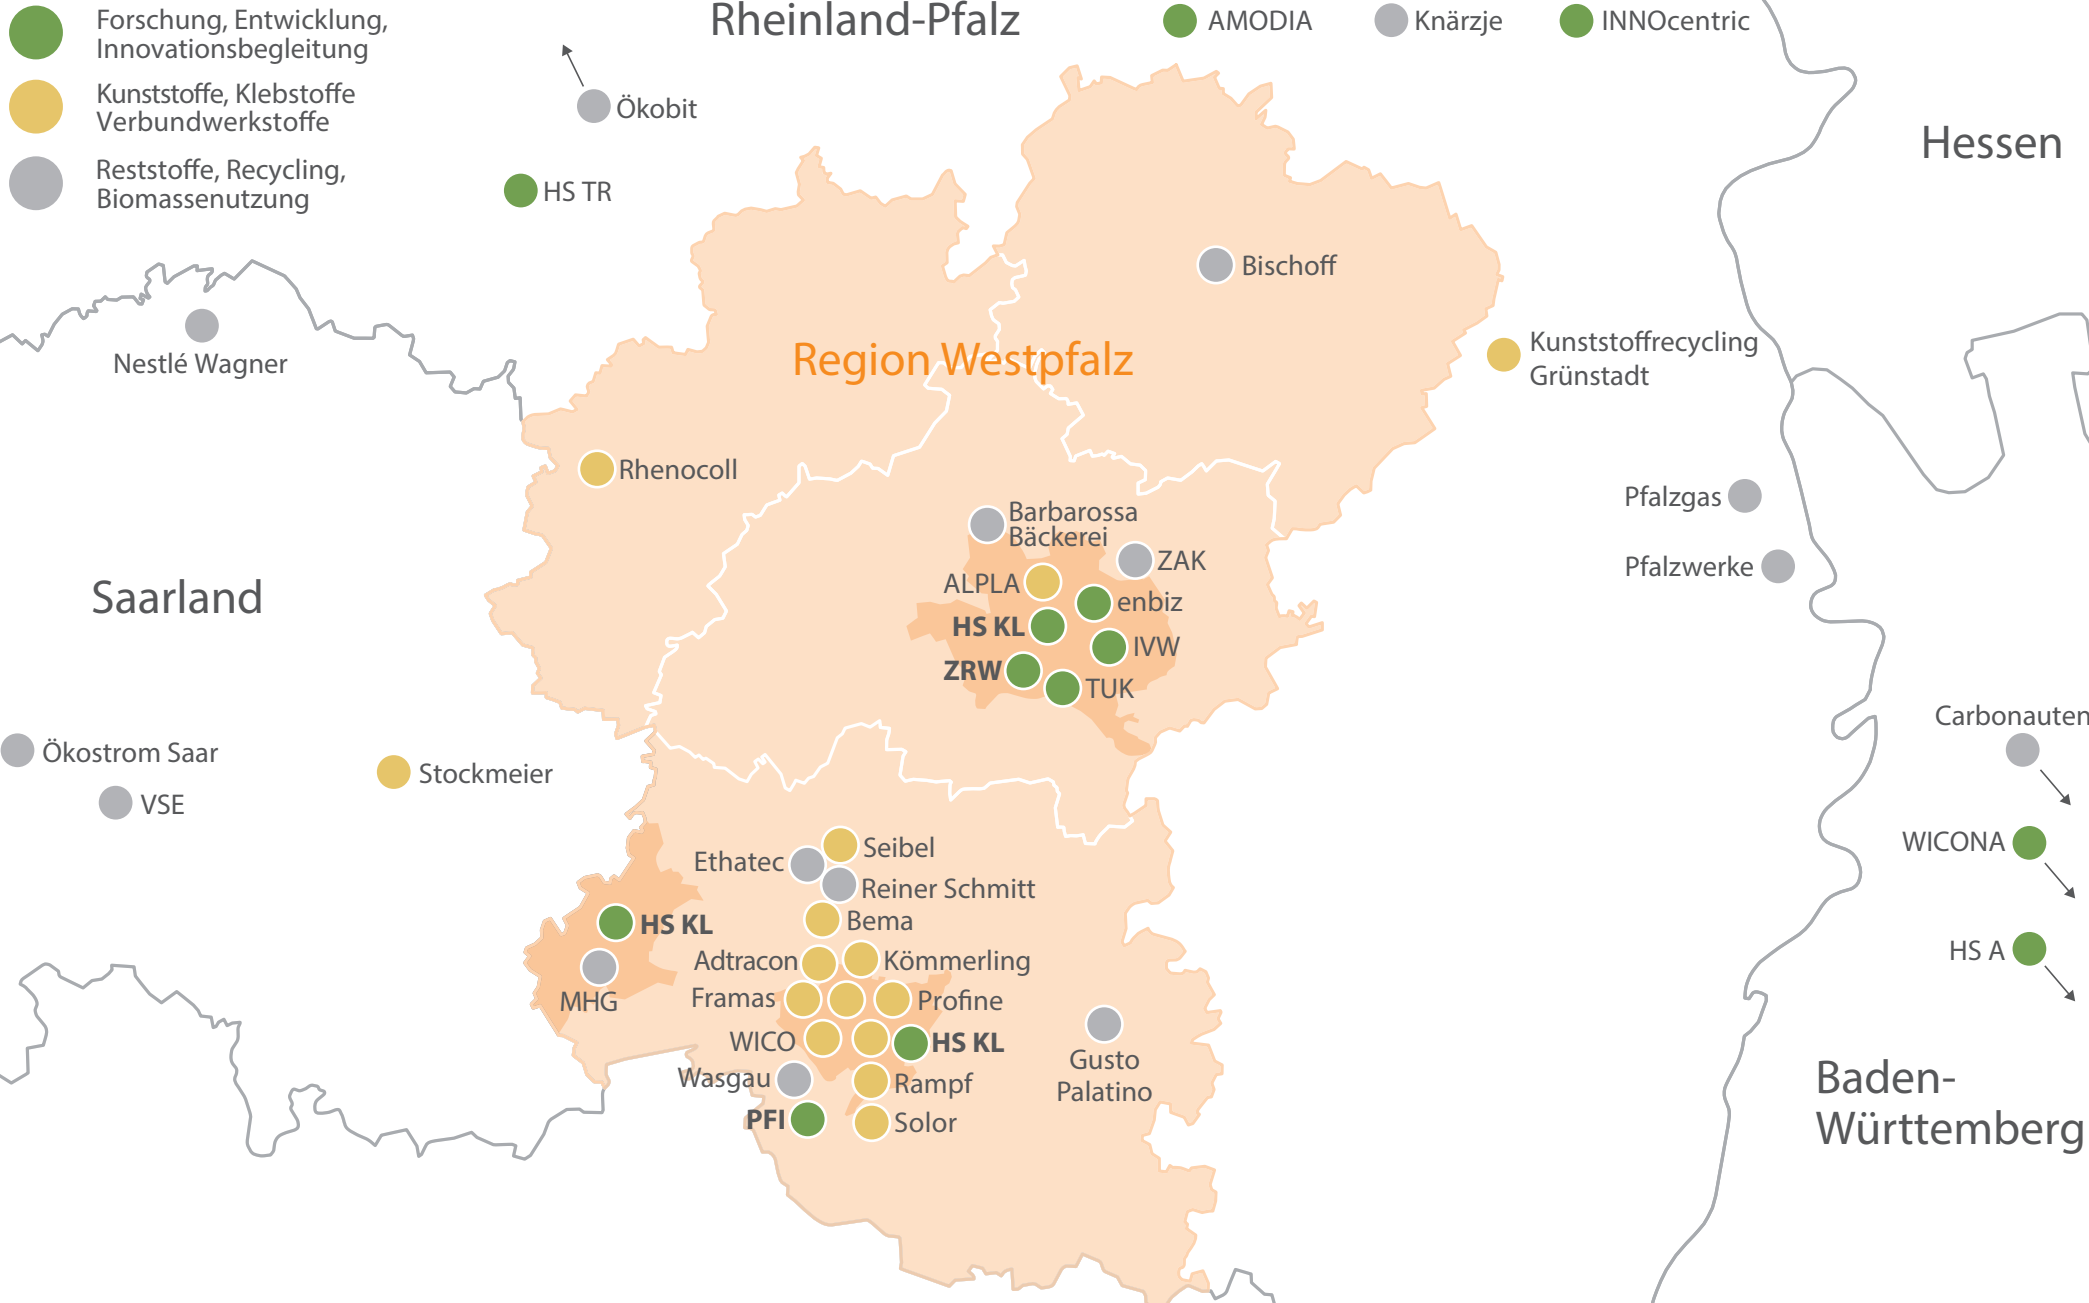 Forschung, Entwicklung,
Innovationsbegleitung
Kunststoffe, Klebstoffe
Verbundwerkstoffe
Reststoffe, Recycling,
Biomassenutzung
Rheinland-Pfalz
AMODIA
Knärzje
INNOcentric
Ökobit
HS TR
Hessen
Bischoff
Nestlé Wagner
Region Westpfalz
Kunststoffrecycling
Grünstadt
Rhenocoll
Pfalzgas
Pfalzwerke
Barbarossa
Bäckerei
ZAK
ALPLA
enbiz
HS KL
IVW
ZRW
TUK
Saarland
Ökostrom Saar
VSE
Stockmeier
Carbonauten
WICONA
HS A
Seibel
Ethatec
Reiner Schmitt
Bema
HS KL
MHG
Adtracon
Kömmerling
Framas
Profine
WICO
HS KL
Wasgau
Rampf
PFI
Solor
Gusto
Palatino
Baden-
Württemberg